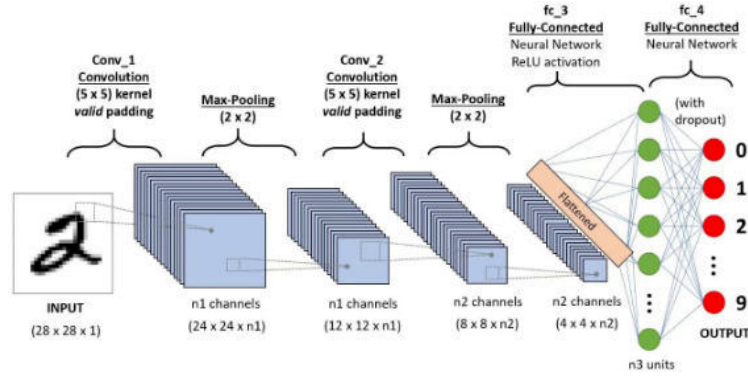 fc_3
Fully-Connected
Neural Network
ReLU activation
fc_4
Fully-Connected
Neural Network
Conv_1
Convolution
(5 x 5) kernel
valid padding
Max-Pooling
(2 x 2)
Conv_2
Convolution
(5 x 5) kernel
valid padding
Max-Pooling
(2 x 2)
(with
dropout)
2
Flattened
0
1
2
9
INPUT
(28 x 28 x 1)
n1 channels
(24 x 24 x n1)
n1 channels
(12 x 12 x n1)
n2 channels
(8 x 8 x n2)
n2 channels
(4 x 4 x n2)
OUTPUT
n3 units